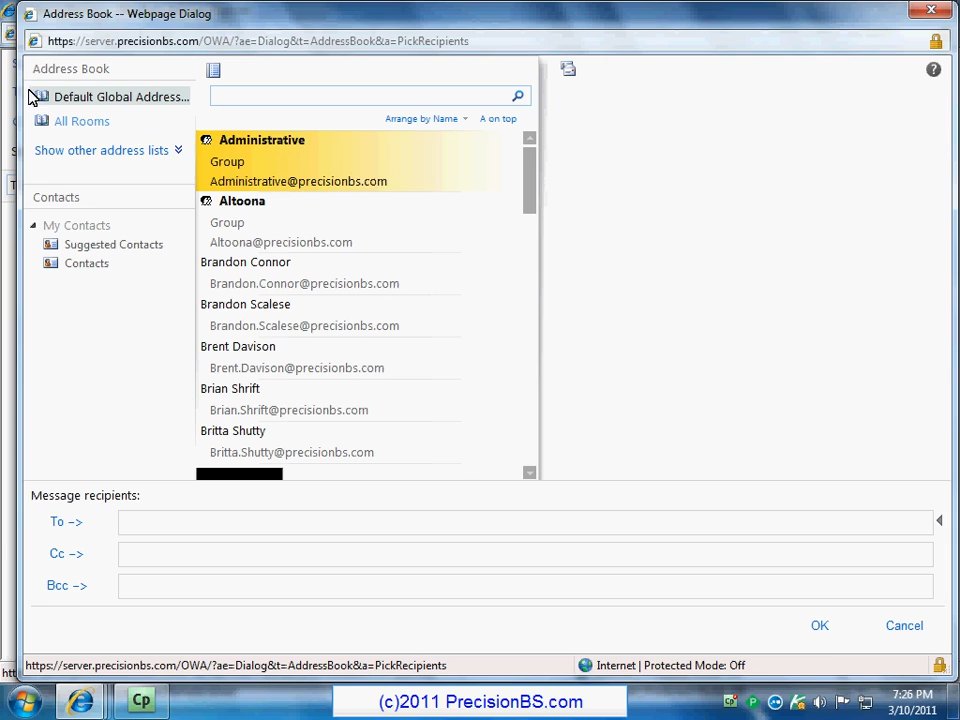 Address Book -- Webpage Dialog
https://server.precisionbs.com/OWA/?ae=Dialog&t=AddressBook&a=PickRecipients
Address Book
Default Global Address...
All Rooms
Show other address lists
Contacts
My Contacts
Suggested Contacts
Contacts
Arrange by Name
A on top
Administrative
Group
Administrative@precisionbs.com
Altoona
Group
Altoona@precisionbs.com
Brandon Connor
Brandon.Connor@precisionbs.com
Brandon Scalese
Brandon.Scalese@precisionbs.com
Brent Davison
Brent.Davison@precisionbs.com
Brian Shrift
Brian.Shrift@precisionbs.com
Britta Shutty
Britta.Shutty@precisionbs.com
Message recipients:
To ->
Cc ->
Bcc ->
OK
Cancel
https://server.precisionbs.com/OWA/?ae=Dialog&t=AddressBook&a=PickRecipients
Internet | Protected Mode: Off
Cp
(c)2011 PrecisionBS.com
7:26 PM
3/10/2011